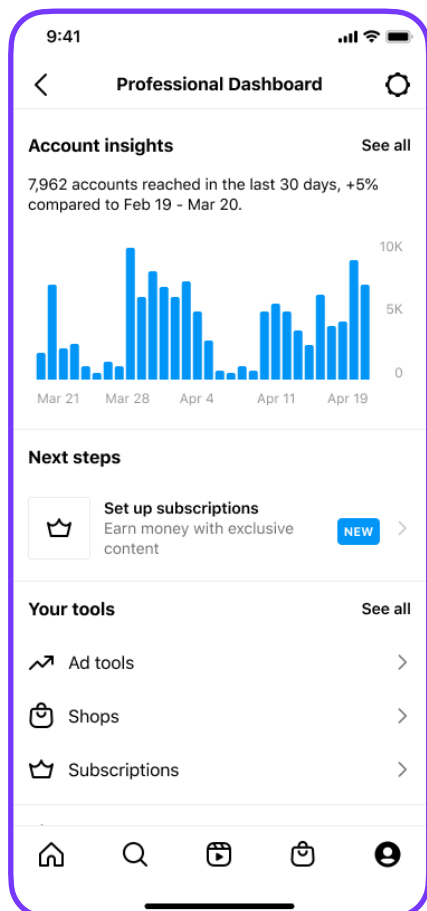 9:41
Professional Dashboard
Account insights
See all
7,962 accounts reached in the last 30 days, +5%
compared to Feb 19 - Mar 20.
10K
5K
0
Mar 21 Mar 28 Apr 4 Apr 11 Apr 19
Next steps
Set up subscriptions
Earn money with exclusive
content
NEW
Your tools
See all
Ad tools
Shops
Subscriptions